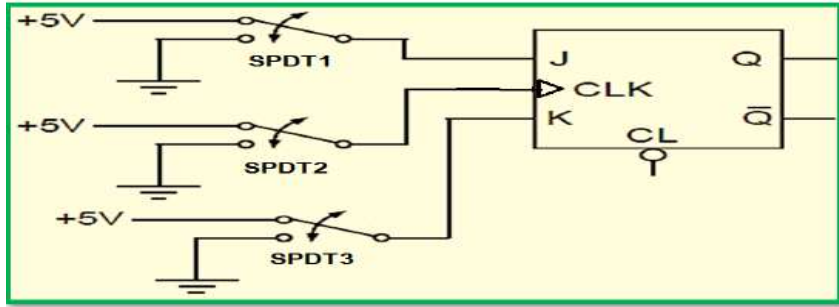 +5V
SPDT1
J
Q
CLK
+5V
K
Q̅
CL
SPDT2
+5V
SPDT3